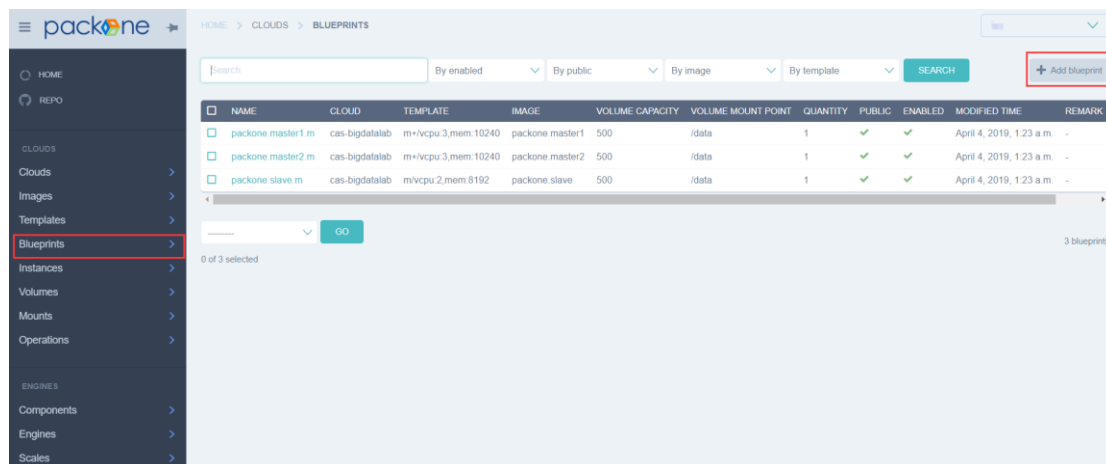 packone
HOME > CLOUDS > BLUEPRINTS
HOME
REPO
CLOUDS
Clouds
Images
Templates
Blueprints
Instances
Volumes
Mounts
Operations
ENGINES
Components
Engines
Scales
Search By enabled By public By image By template SEARCH + Add blueprint
NAME CLOUD TEMPLATE IMAGE VOLUME CAPACITY VOLUME MOUNT POINT QUANTITY PUBLIC ENABLED MODIFIED TIME REMARK
packone.master1.m cas-bigdatalab m+/vcpu:3,mem:10240 packone.master1 500 /data 1 April 4, 2019, 1:23 a.m. -
packone.master2.m cas-bigdatalab m+/vcpu:3,mem:10240 packone.master2 500 /data 1 April 4, 2019, 1:23 a.m. -
packone.slave.m cas-bigdatalab m/vcpu:2,mem:8192 packone.slave 500 /data 1 April 4, 2019, 1:23 a.m. -
--------- GO
3 blueprints
0 of 3 selected